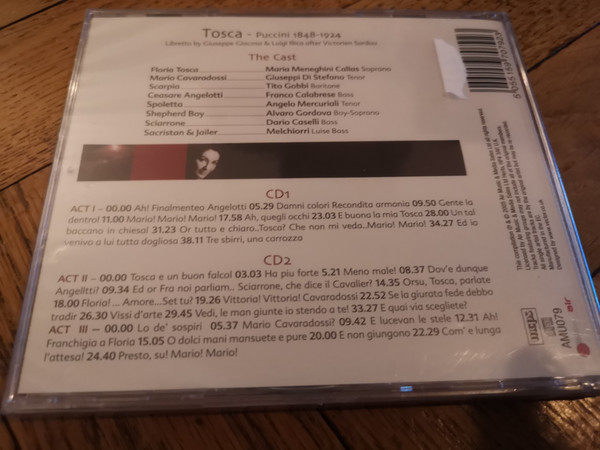 Tosca - Puccini 1848-1924
Libretto by Giuseppe Giacosa & Luigi Illica after Victorien Sardou
The Cast
Floria Tosca Maria Meneghini Callas Soprano
Mario Cavaradossi Giuseppi Di Stefano Tenor
Scarpia Tito Gobbi Baritone
Ceasare Angelotti Franco Calabrese Bass
Spoletta Angelo Mercuriali Tenor
Shepherd Boy Alvaro Gordova Boy-Soprano
Sciarrone Dario Caselli Bass
Sacristan & Jailer Melchiarri Luise Bass
CD1
ACT I – 00.00 Ah! Finalmenteo Angelotti 05.29 Damni colori Recondita armonia 09.50 Gente la
dentro! 11.00 Mario! Mario! Mario! 17.58 Ah, quegli occhi 23.03 E buona la mia Tosca 28.00 Un tal
baccano in chiesa! 31.23 Or tutto e chiaro..Tosca? Che non mi veda..Mario! Mario! 34.27 Ed io
venivo a lui tutta dogliosa 38.11 Tre sbirri, una carrozza
CD2
ACT II – 00.00 Tosca e un buon falco! 03.03 Ha piu forte 5.21 Meno male! 08.37 Dov'e dunque
Angelltti? 09.34 Ed or Fra noi parliam.. Sciarrone, che dice il Cavalier? 14.35 Orsu, Tosca, parlate
18.00 Floria! ... Amore...Set tu? 19.26 Vittoria! Vittoria! Cavaradossi 22.52 Se la giurata fede debbo
tradir 26.30 Vissi d'arte 29.45 Vedi, le man giunte io stendo a te! 33.27 E qual via scegliete?
ACT III – 00.00 Lo de' sospiri 05.37 Mario Cavaradossi? 09.42 E lucevan le stele 12.31 Ah!
Franchigia a Floria 15.05 O dolci mani mansuete e pure 20.00 E non giungono 22.29 Com' e lunga
l'attesa! 24.40 Presto, su! Mario! Mario!
AMU079
air